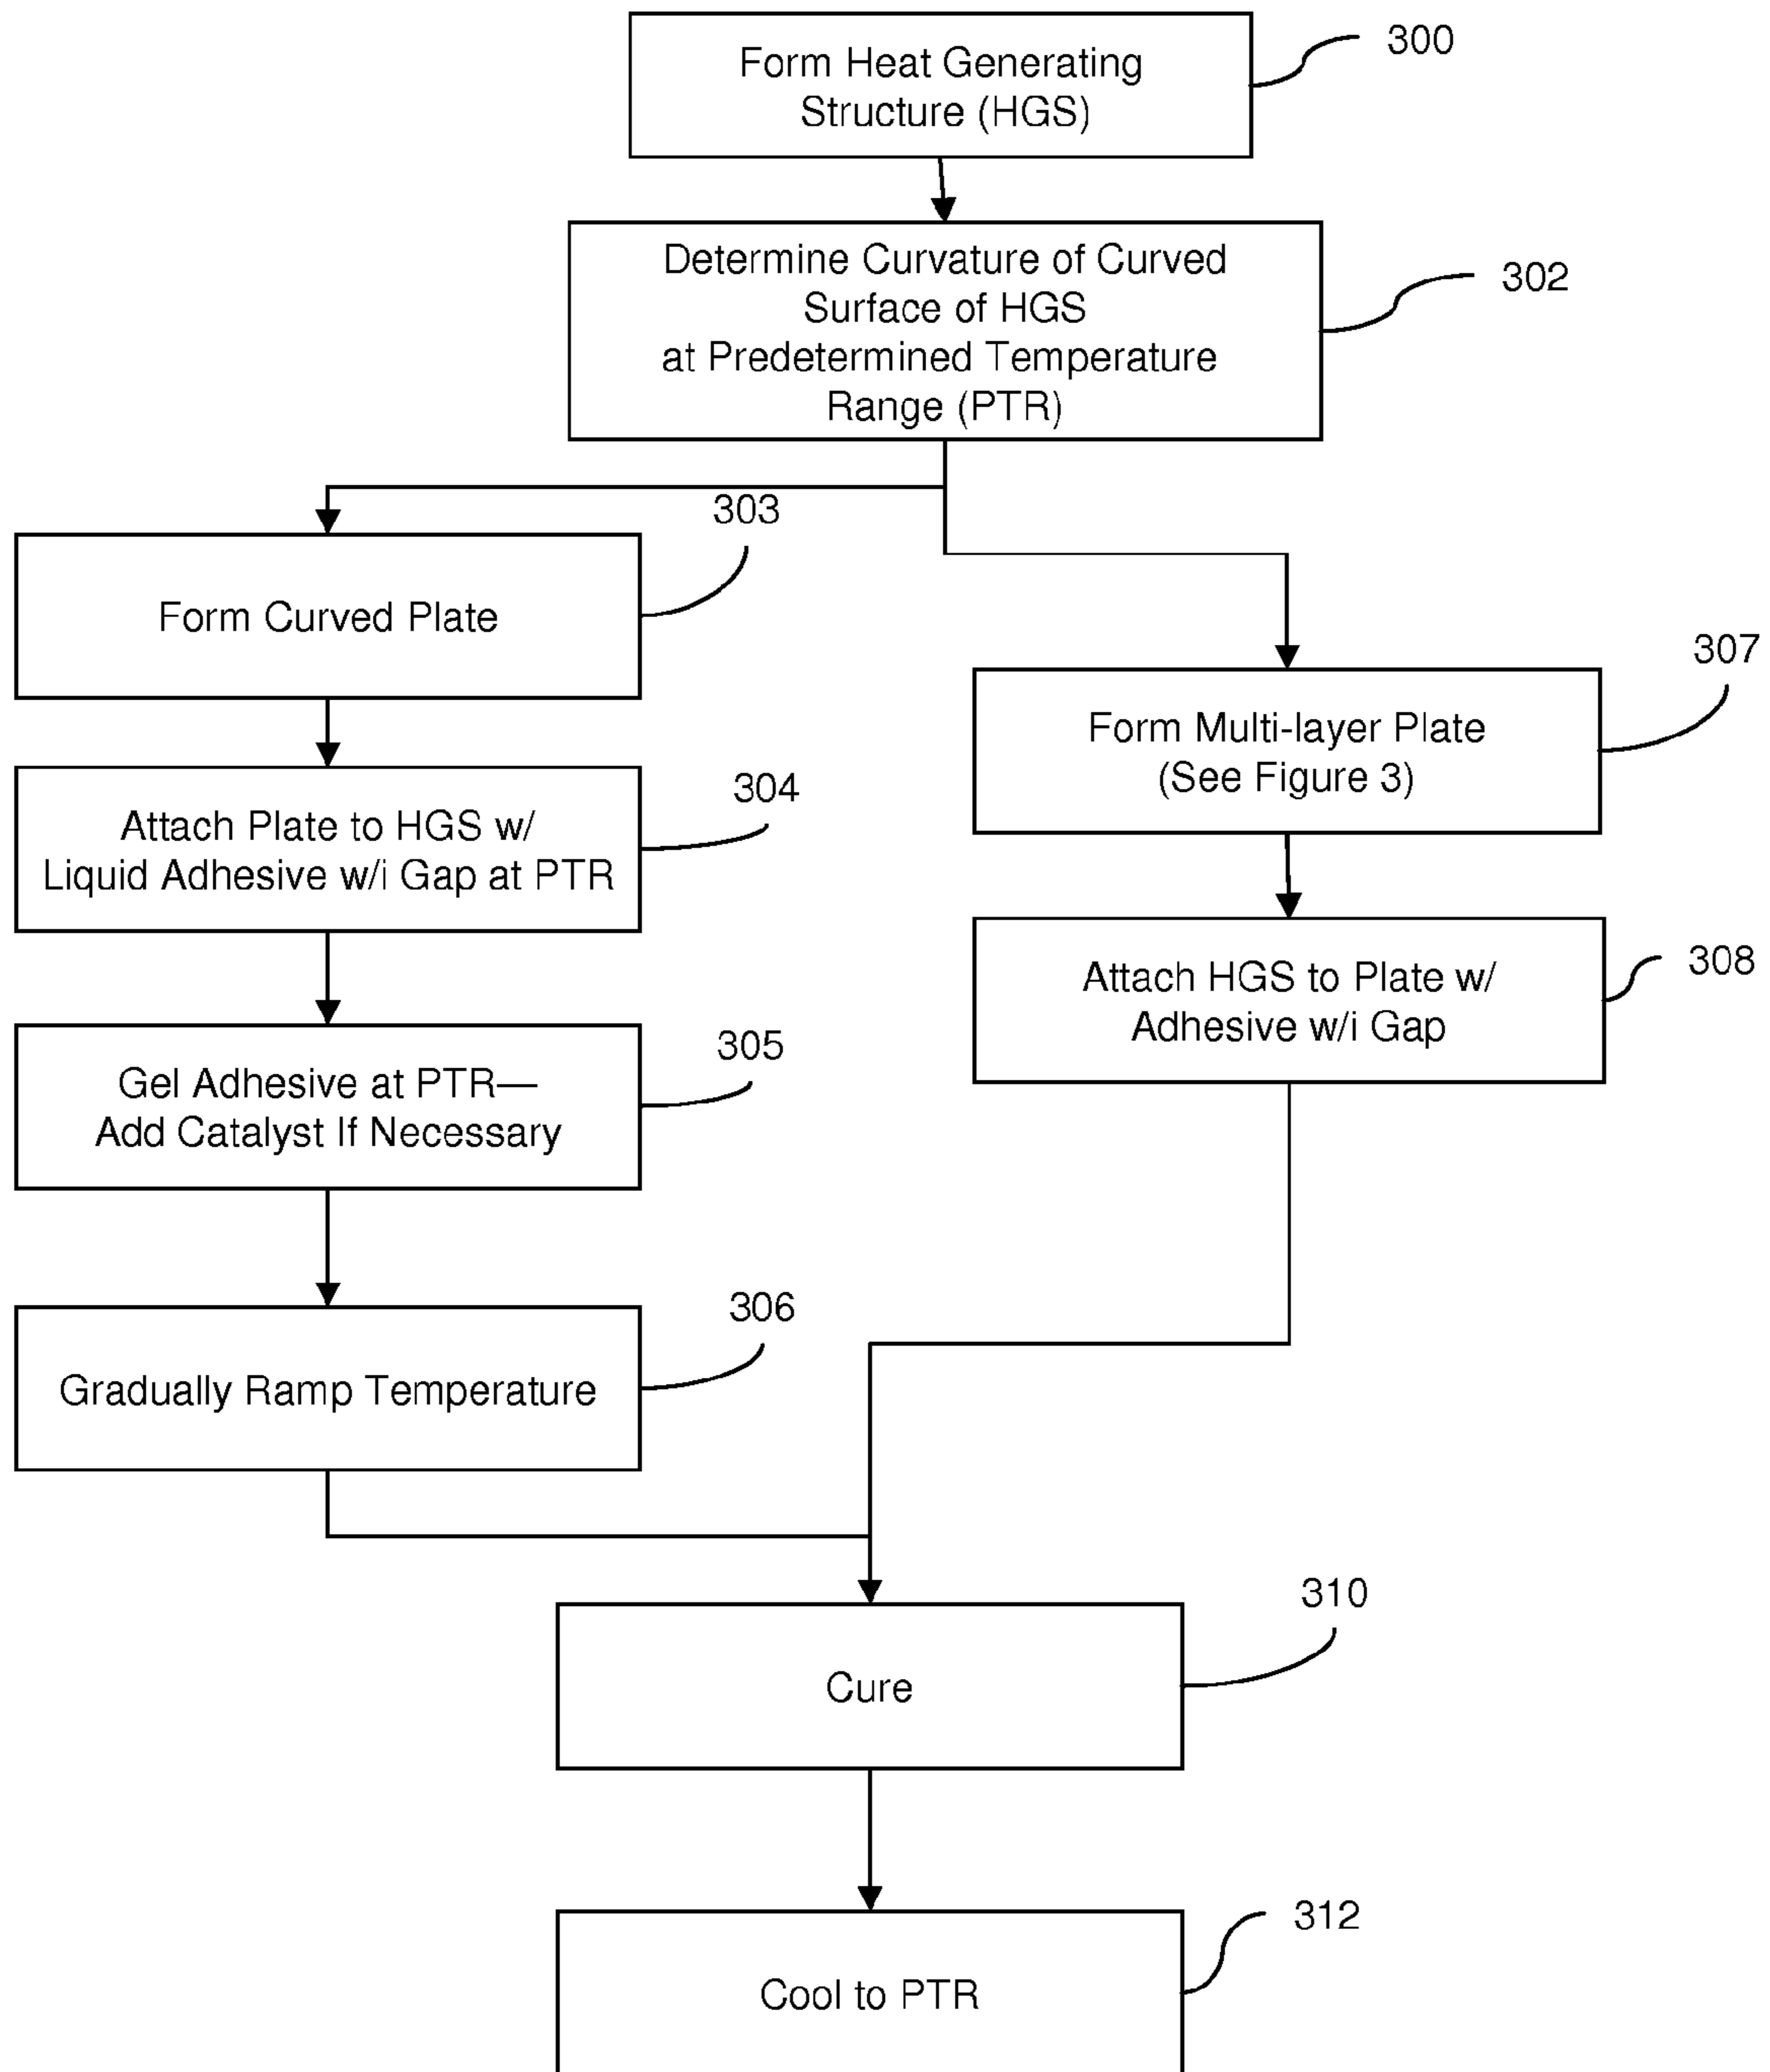 Form Heat Generating
Structure (HGS)
300
Determine Curvature of Curved
Surface of HGS
at Predetermined Temperature
Range (PTR)
302
303
Form Curved Plate
304
Attach Plate to HGS w/
Liquid Adhesive w/i Gap at PTR
305
Gel Adhesive at PTR—
Add Catalyst If Necessary
306
Gradually Ramp Temperature
307
Form Multi-layer Plate
(See Figure 3)
308
Attach HGS to Plate w/
Adhesive w/i Gap
310
Cure
312
Cool to PTR